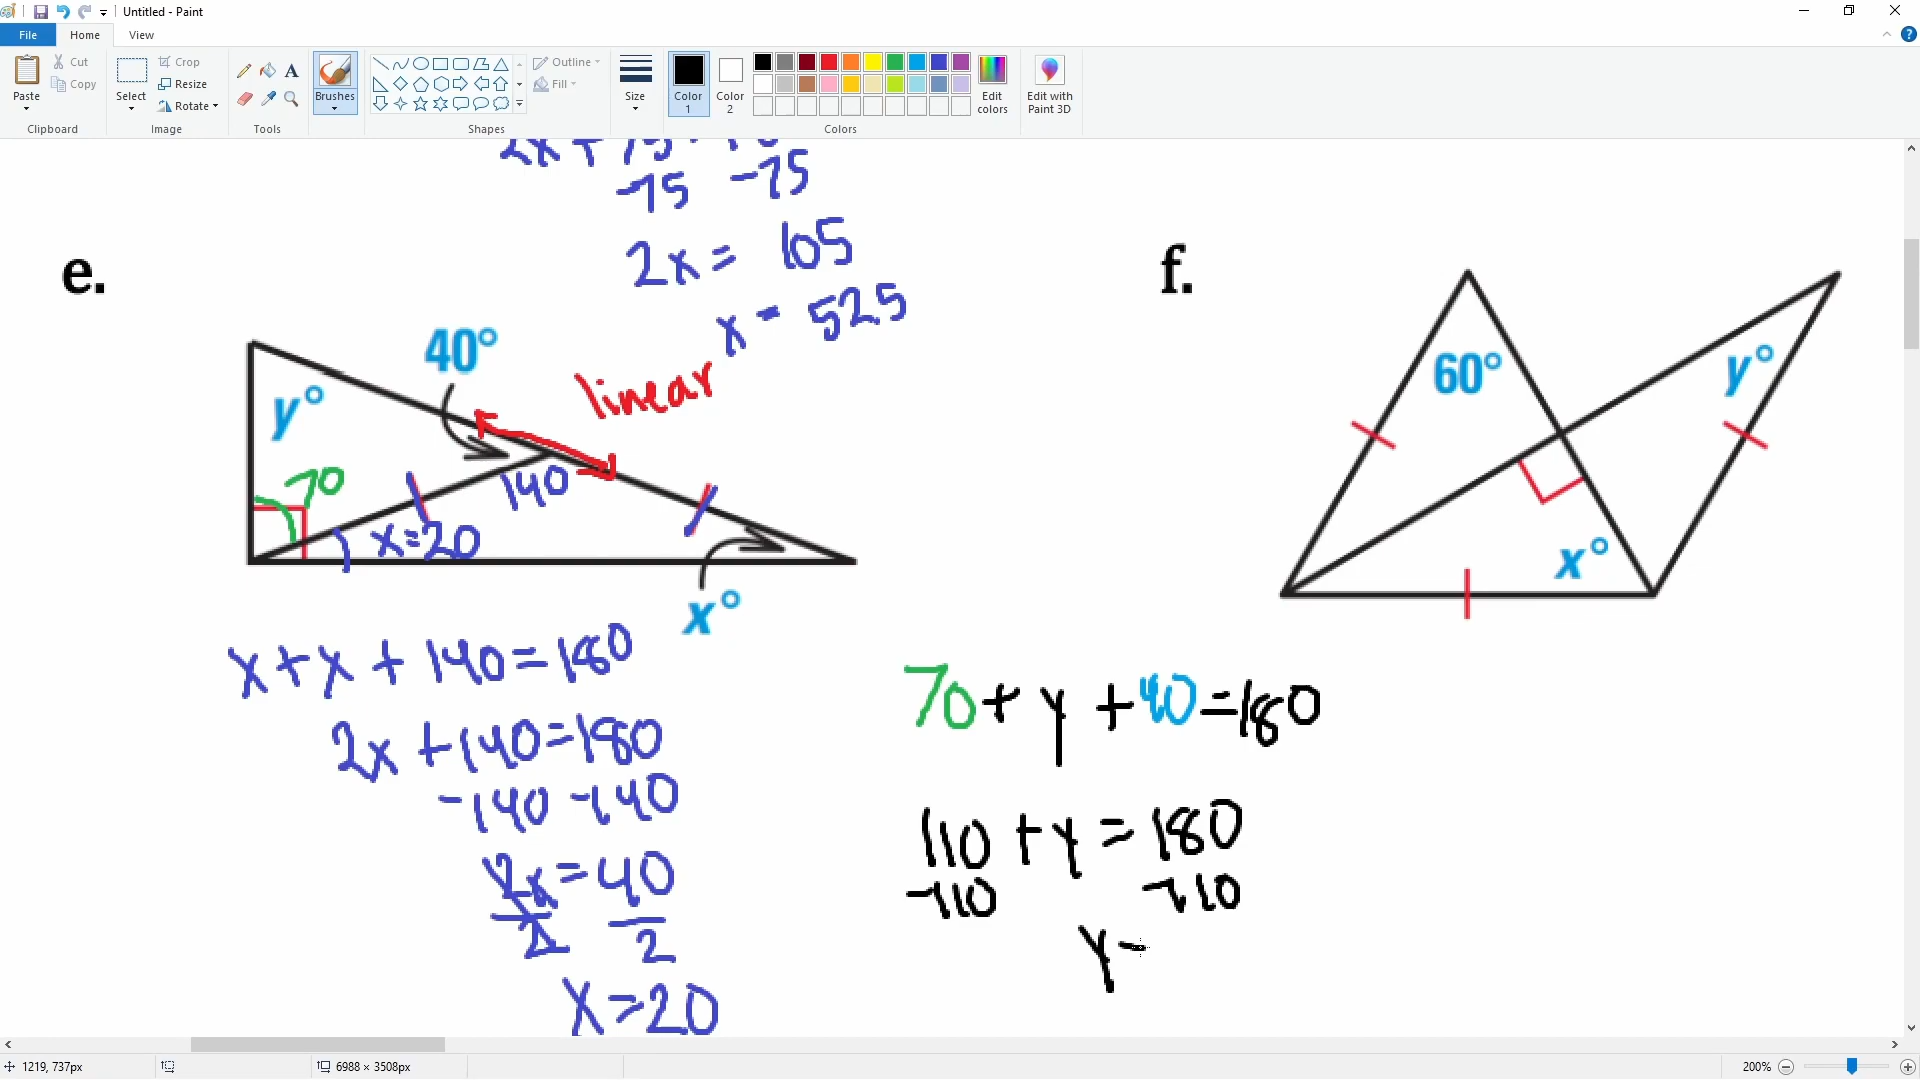 Untitled - Paint
File
Home
View
Paste
Cut
Copy
Clipboard
Select
Crop
Resize
Rotate
Image
A
Tools
Brushes
Shapes
Outline
Fill
Size
Color 1
Color 2
Edit colors
Colors
Edit with Paint 3D
-75 -75
2x = 105
x = 52.5
e.
40°
linear
y°
70
140
x=20
x°
f.
60°
y°
x°
x+x+140=180
2x+140=180
-140 -140
2x=40
2 2
x=20
70+y+40=180
110+y=180
-110 -110
y-
1219, 737px
6988 × 3508px
200%